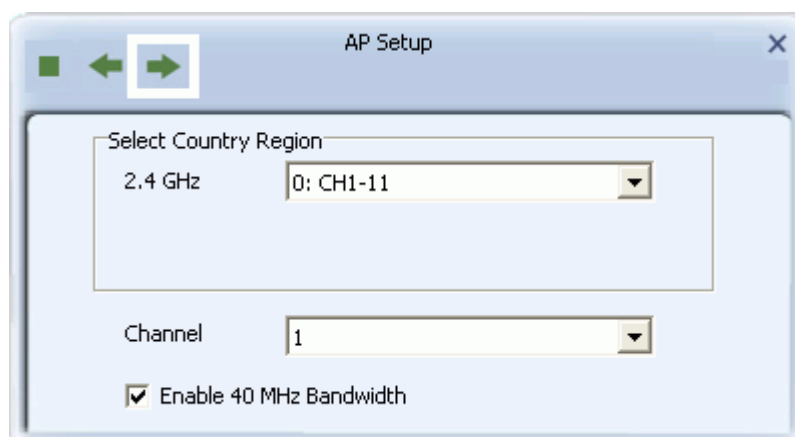 AP Setup
Select Country Region
2.4 GHz
0: CH1-11
Channel
1
Enable 40 MHz Bandwidth